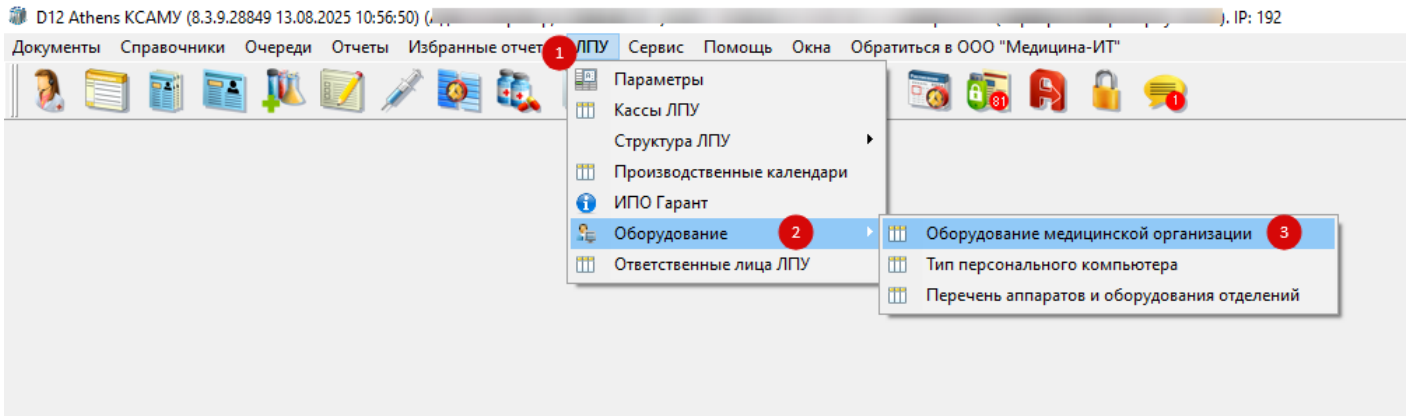 D12 Athens КСАМУ (8.3.9.28849 13.08.2025 10:56:50) ( ). IP: 192
Документы Справочники Очереди Отчеты Избранные отчет 1 ЛПУ Сервис Помощь Окна Обратиться в ООО "Медицина-ИТ"
81
1
Параметры
Кассы ЛПУ
Структура ЛПУ
Производственные календари
ИПО Гарант
Оборудование 2
Ответственные лица ЛПУ
Оборудование медицинской организации 3
Тип персонального компьютера
Перечень аппаратов и оборудования отделений